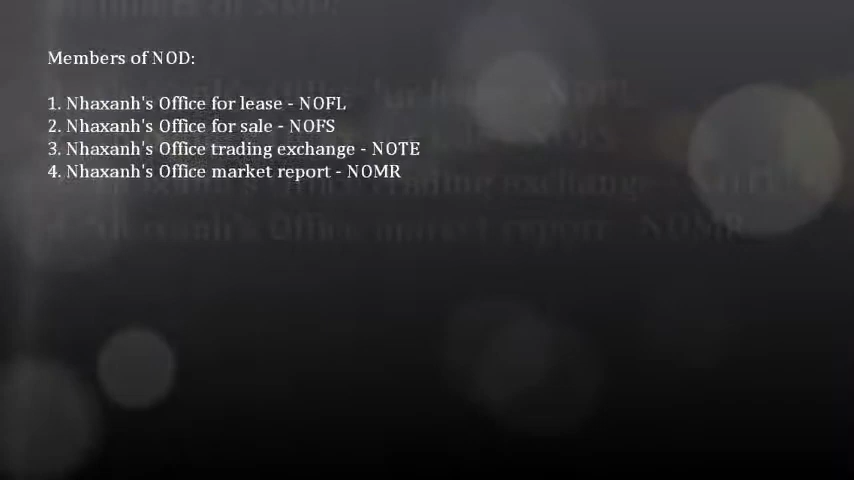 Members of NOD:
1. Nhaxanh's Office for lease - NOFL
2. Nhaxanh's Office for sale - NOFS
3. Nhaxanh's Office trading exchange - NOTE
4. Nhaxanh's Office market report - NOMR